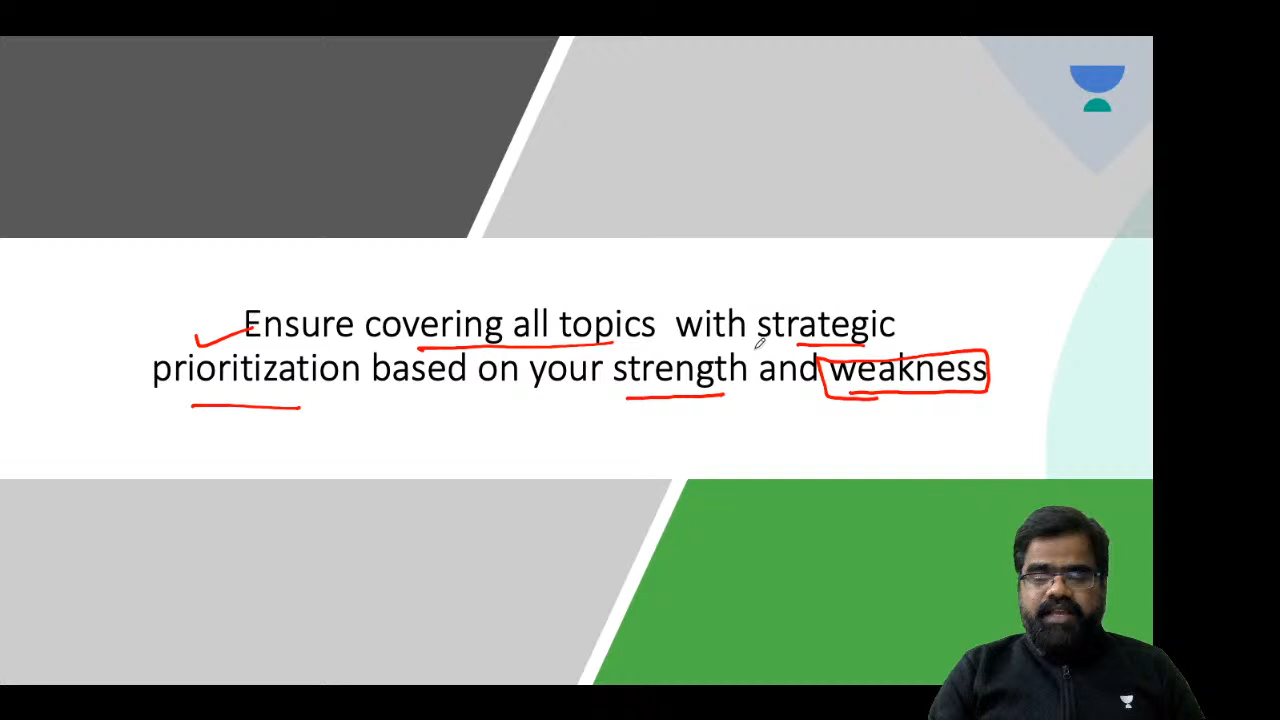 Ensure covering all topics with strategic
prioritization based on your strength and weakness